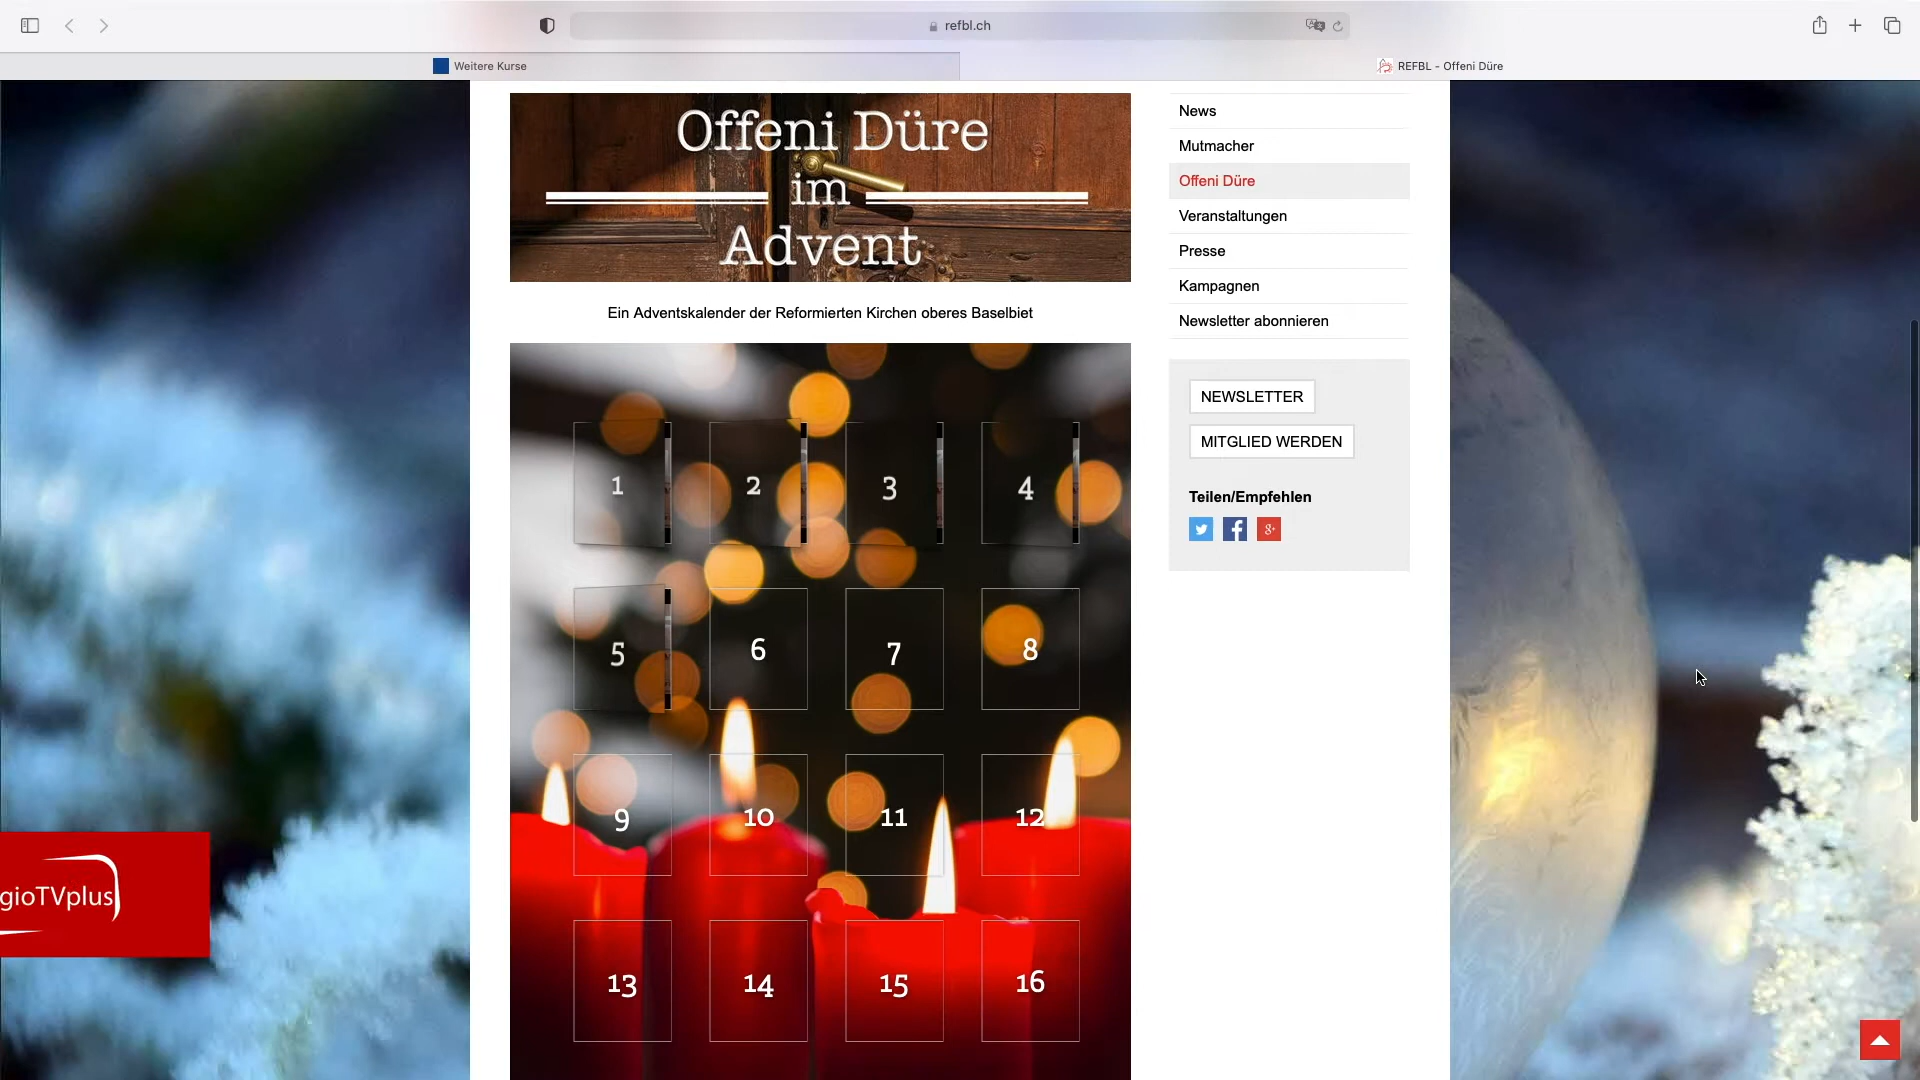 refbl.ch
Weitere Kurse
REFBL - Offeni Düre
Offeni Düre
im
Advent
Ein Adventskalender der Reformierten Kirchen oberes Baselbiet
1 2 3 4
5 6 7 8
9 10 11 12
13 14 15 16
News
Mutmacher
Offeni Düre
Veranstaltungen
Presse
Kampagnen
Newsletter abonnieren
NEWSLETTER
MITGLIED WERDEN
Teilen/Empfehlen
gioTVplus